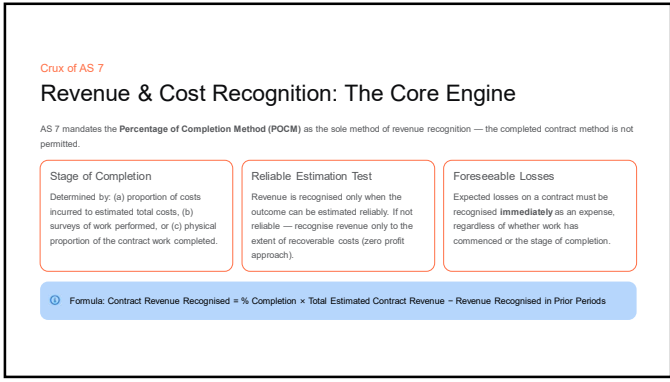 Crux of AS 7
Revenue & Cost Recognition: The Core Engine
AS 7 mandates the Percentage of Completion Method (POCM) as the sole method of revenue recognition — the completed contract method is not
permitted.
Stage of Completion
Determined by: (a) proportion of costs
incurred to estimated total costs, (b)
surveys of work performed, or (c) physical
proportion of the contract work completed.
Reliable Estimation Test
Revenue is recognised only when the
outcome can be estimated reliably. If not
reliable — recognise revenue only to the
extent of recoverable costs (zero profit
approach).
Foreseeable Losses
Expected losses on a contract must be
recognised immediately as an expense,
regardless of whether work has
commenced or the stage of completion.
Formula: Contract Revenue Recognised = % Completion × Total Estimated Contract Revenue − Revenue Recognised in Prior Periods